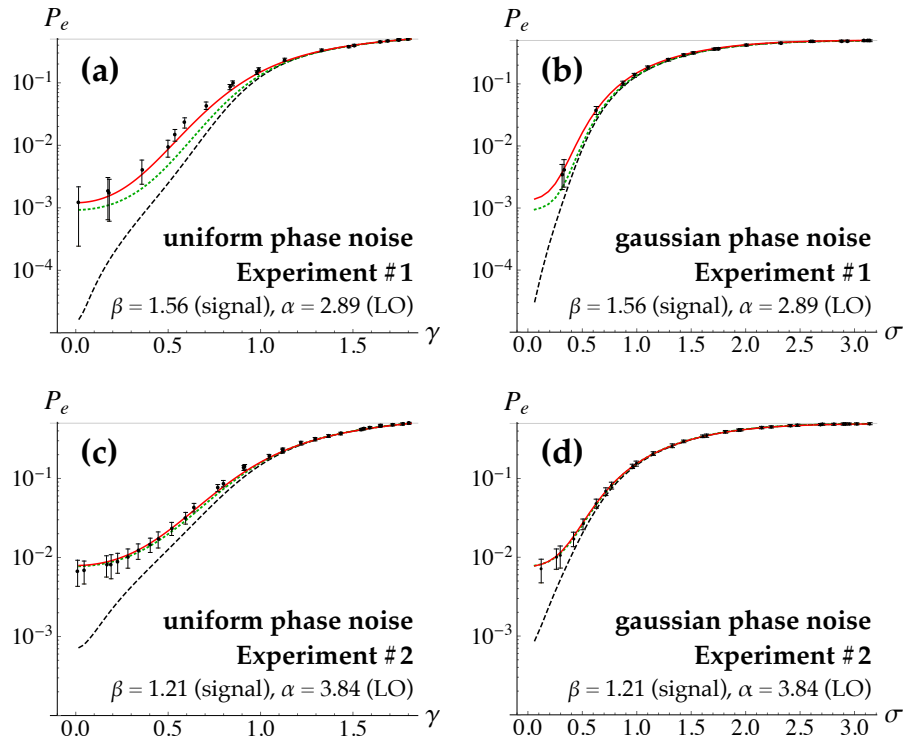 P_e
(a)
10^{-1}
10^{-2}
10^{-3}
10^{-4}
uniform phase noise
Experiment #1
β = 1.56 (signal), α = 2.89 (LO)
0.0 0.5 1.0 1.5 γ
P_e
(b)
10^{-1}
10^{-2}
10^{-3}
10^{-4}
gaussian phase noise
Experiment #1
β = 1.56 (signal), α = 2.89 (LO)
0.0 0.5 1.0 1.5 2.0 2.5 3.0 σ
P_e
(c)
10^{-1}
10^{-2}
10^{-3}
uniform phase noise
Experiment #2
β = 1.21 (signal), α = 3.84 (LO)
0.0 0.5 1.0 1.5 γ
P_e
(d)
10^{-1}
10^{-2}
10^{-3}
gaussian phase noise
Experiment #2
β = 1.21 (signal), α = 3.84 (LO)
0.0 0.5 1.0 1.5 2.0 2.5 3.0 σ